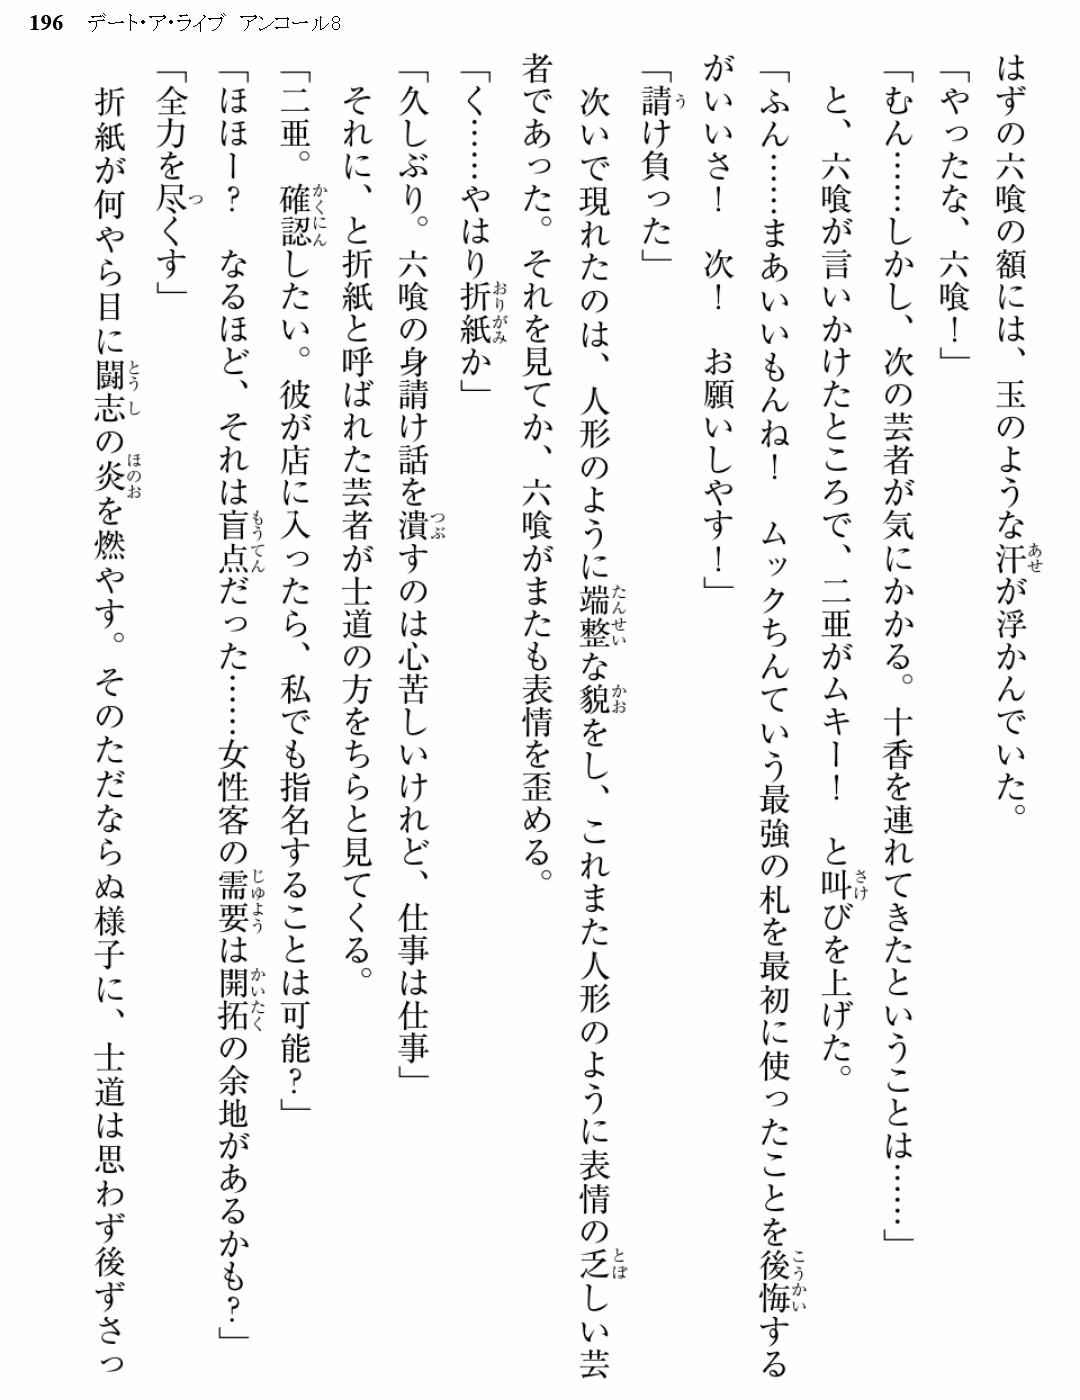 196 デート・ア・ライブ アンコール8
はずの六喰の額には、玉のような汗が浮かんでいた。
「やったな、六喰！」
「むん……しかし、次の芸者が気にかかる。十香を連れてきたということは……」
と、六喰が言いかけたところで、二亜がムキー！　と叫びを上げた。
「ふん……まあいいもんね！　ムックちんていう最強の札を最初に使ったことを後悔する
がいいさ！　次！　お願いしやす！」
「請け負った」
次いで現れたのは、人形のように端整な貌をし、これまた人形のように表情の乏しい芸
者であった。それを見てか、六喰がまたも表情を歪める。
「く……やはり折紙か」
「久しぶり。六喰の身請け話を潰すのは心苦しいけれど、仕事は仕事」
それに、と折紙と呼ばれた芸者が士道の方をちらと見てくる。
「二亜。確認したい。彼が店に入ったら、私でも指名することは可能？」
「ほほー？　なるほど、それは盲点だった……女性客の需要は開拓の余地があるかも？」
「全力を尽くす」
折紙が何やら目に闘志の炎を燃やす。そのただならぬ様子に、士道は思わず後ずさっ